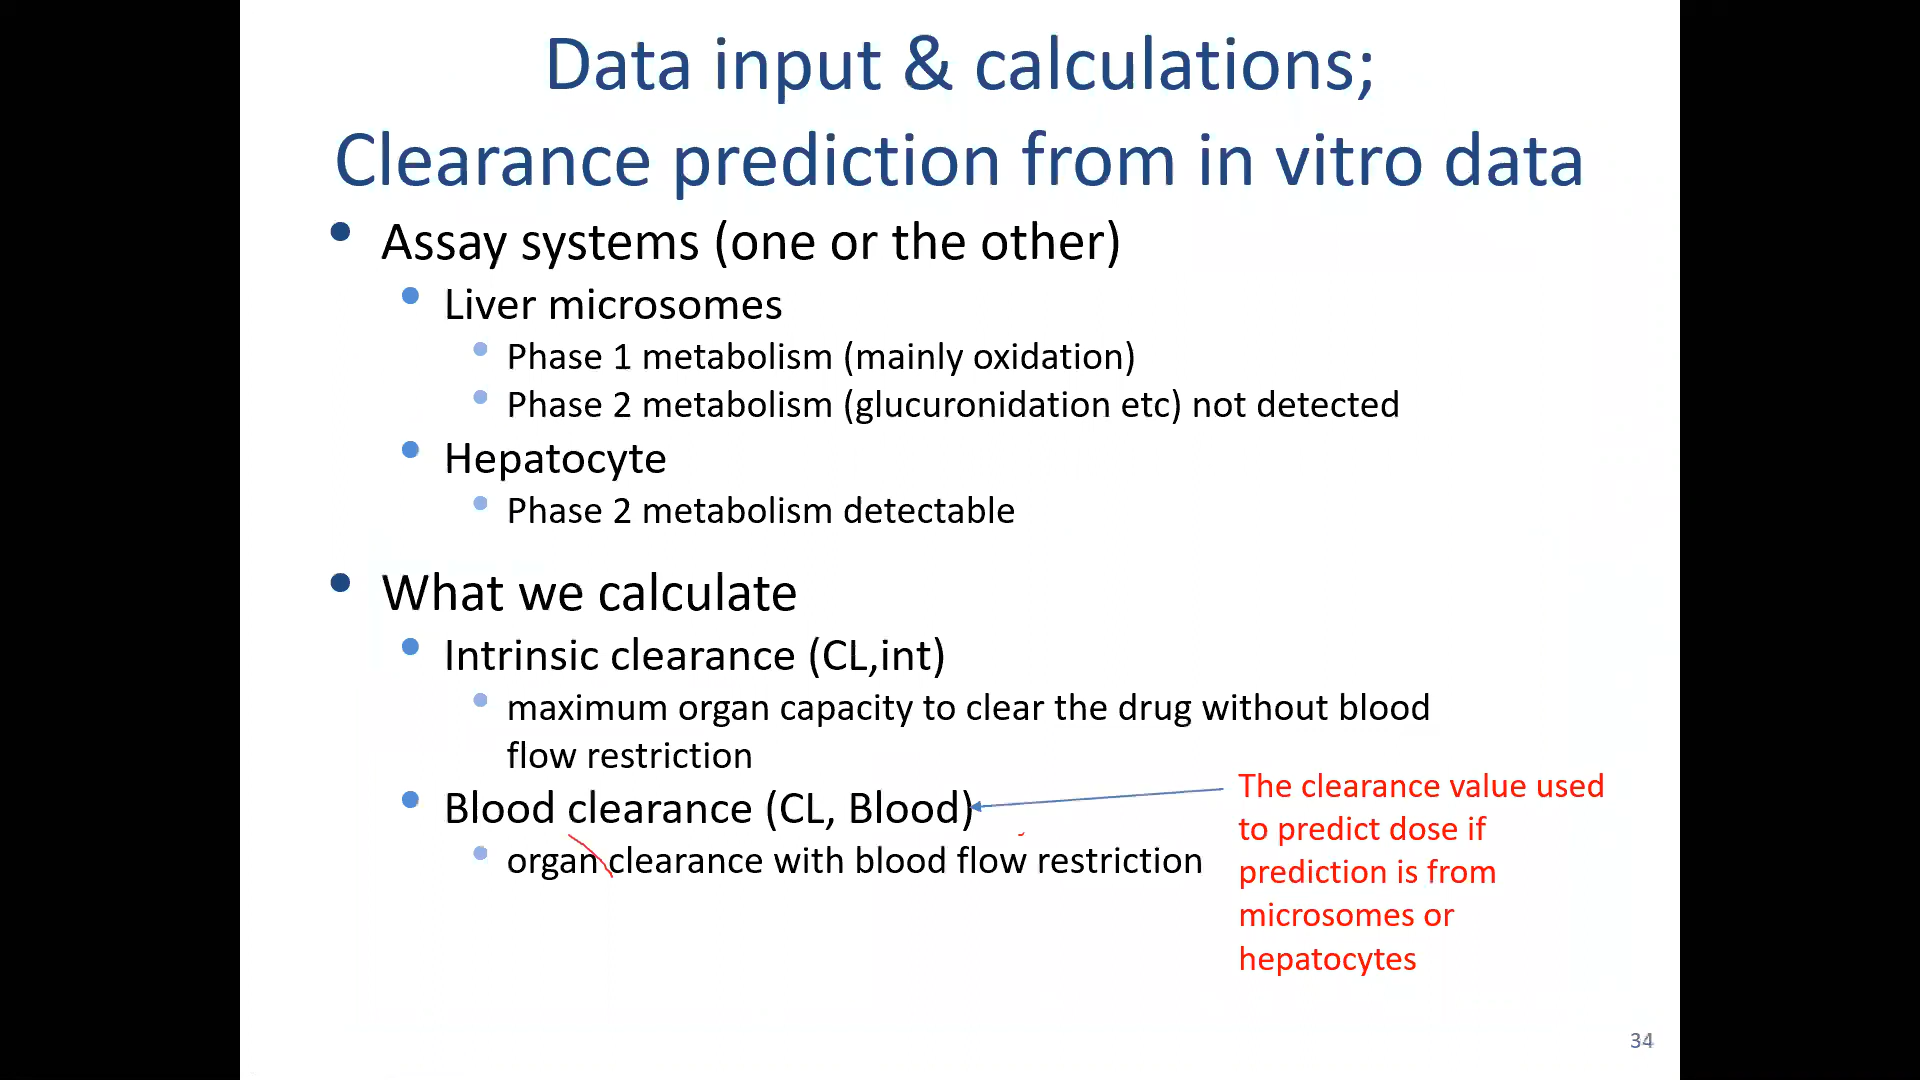 Data input & calculations;
Clearance prediction from in vitro data
Assay systems (one or the other)
Liver microsomes
Phase 1 metabolism (mainly oxidation)
Phase 2 metabolism (glucuronidation etc) not detected
Hepatocyte
Phase 2 metabolism detectable
What we calculate
Intrinsic clearance (CL,int)
maximum organ capacity to clear the drug without blood
flow restriction
Blood clearance (CL, Blood)
organ clearance with blood flow restriction
The clearance value used
to predict dose if
prediction is from
microsomes or
hepatocytes
34